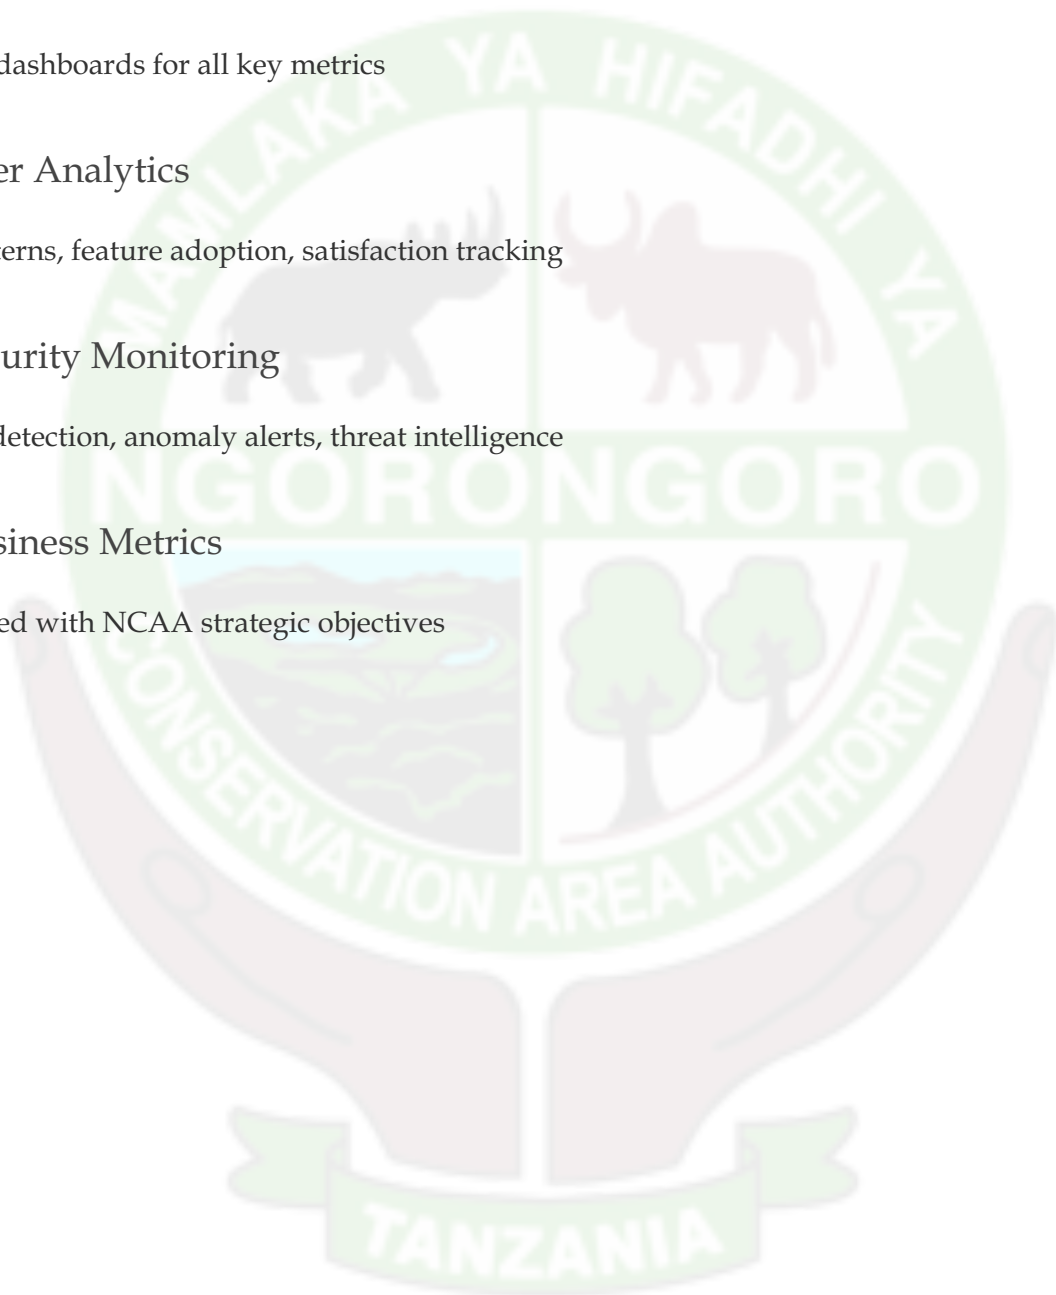 dashboards for all key metrics
er Analytics
terns, feature adoption, satisfaction tracking
urity Monitoring
detection, anomaly alerts, threat intelligence
siness Metrics
ed with NCAA strategic objectives
MAMLAKA YA HIFADHI YA
NGORONGORO
CONSERVATION AREA AUTHORITY
TANZANIA